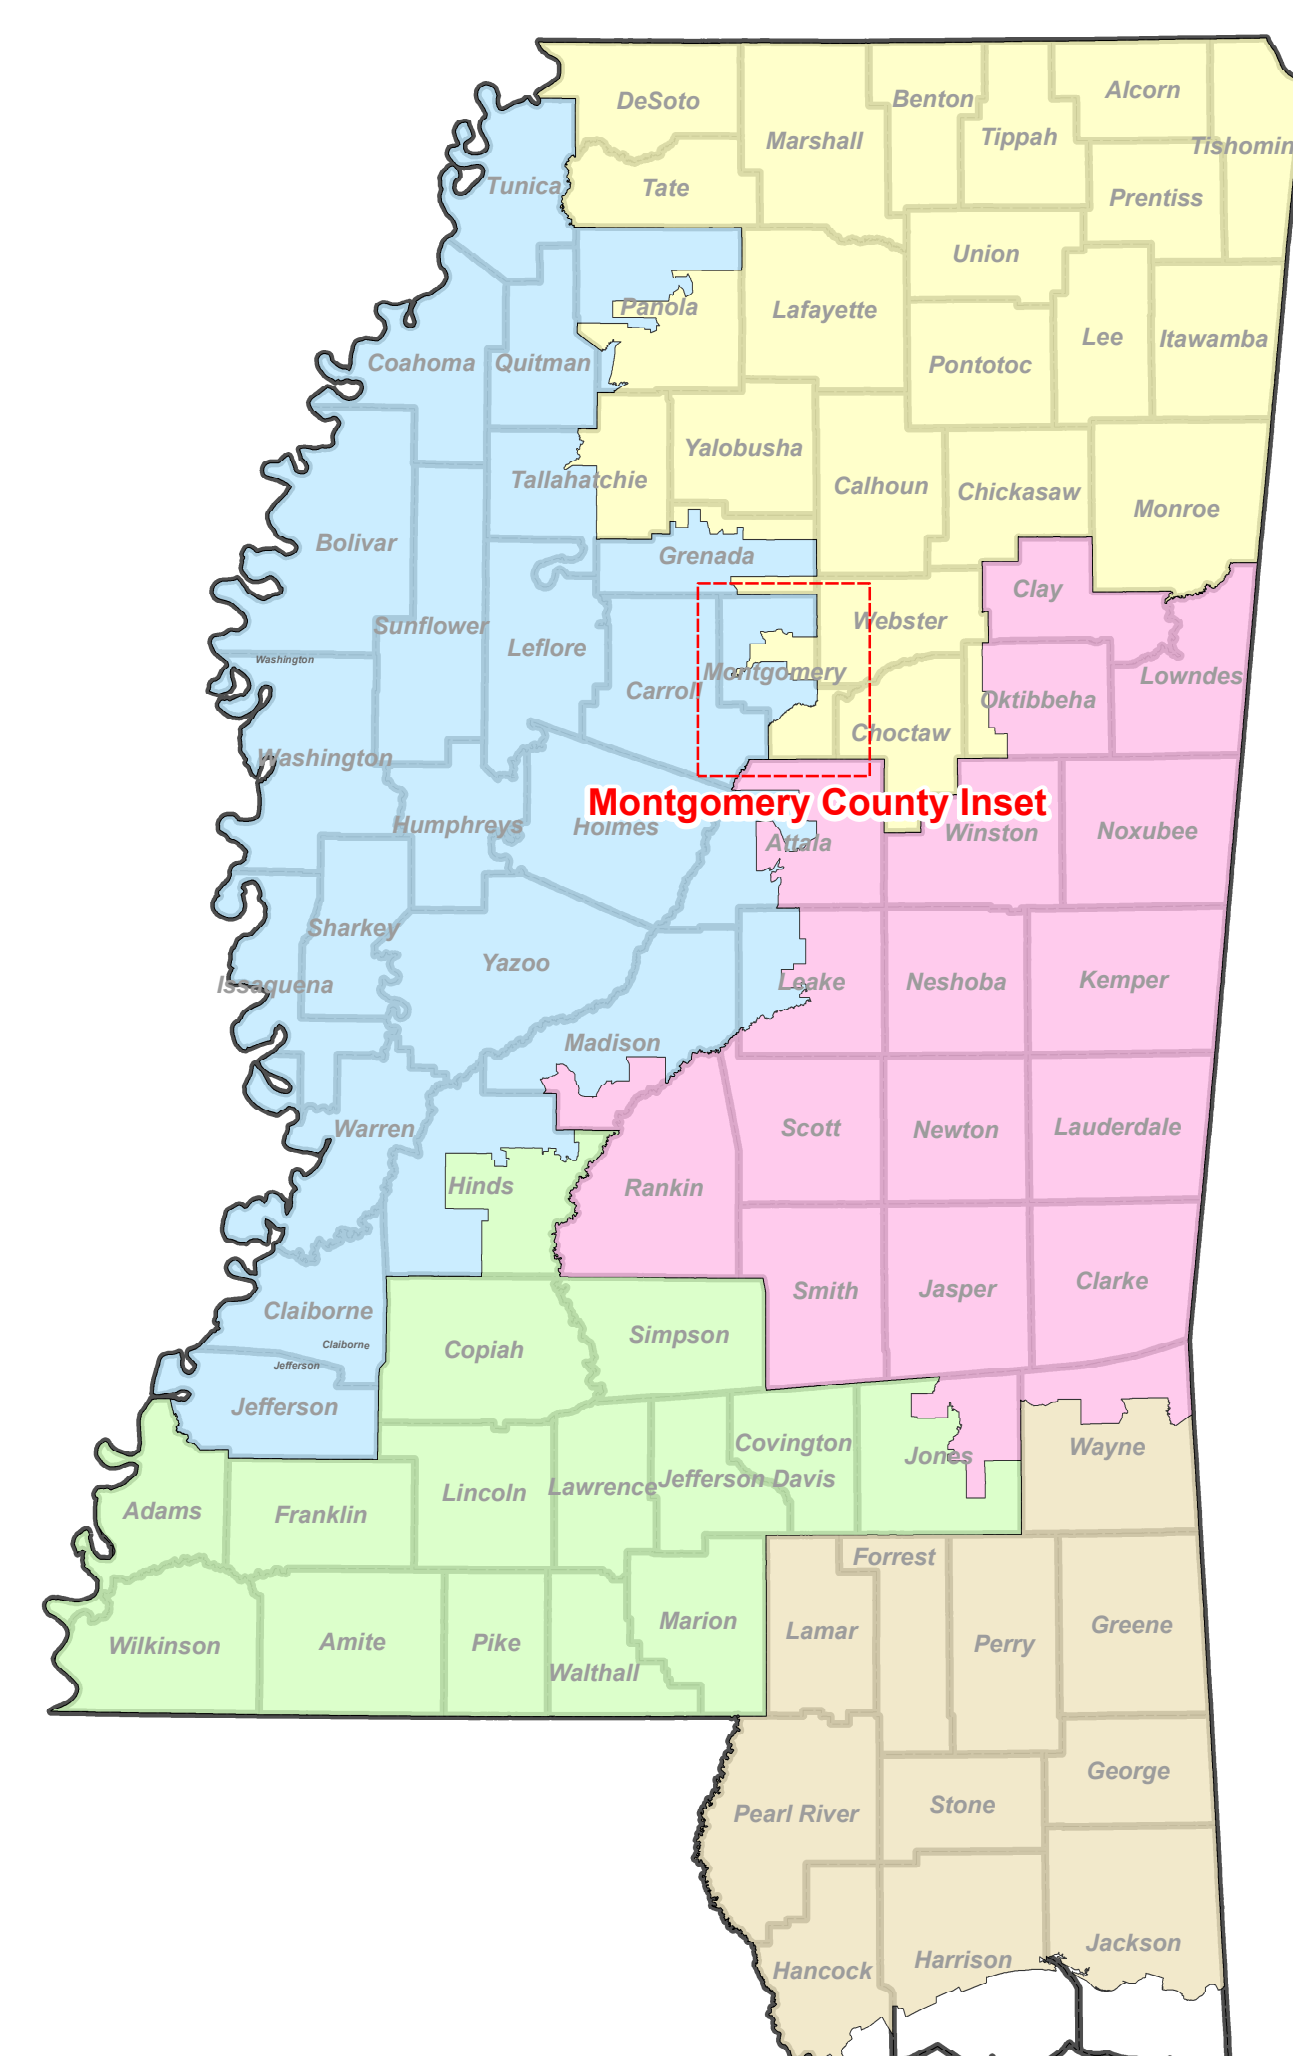 Alcorn
Benton
DeSoto
Tippah
Marshall
Tishomin
Tunica
Tate
Prentiss
Union
Panola
Lafayette
Lee
Itawamba
Coahoma
Quitman
Pontotoc
Yalobusha
Tallahatchie
Calhoun
Chickasaw
Monroe
Bolivar
Grenada
Clay
Webster
Sunflower
Leflore
Washington
Montgomery
Lowndes
Carroll
Oktibbeha
Choctaw
Washington
Montgomery County Inset
Humphreys
Holmes
Attala
Winston
Noxubee
Sharkey
Yazoo
Issaquena
Leake
Neshoba
Kemper
Madison
Warren
Scott
Newton
Lauderdale
Hinds
Rankin
Smith
Jasper
Clarke
Claiborne
Claiborne
Simpson
Copiah
Jefferson
Jefferson
Covington
Wayne
Jones
Jefferson Davis
Lawrence
Lincoln
Adams
Franklin
Forrest
Marion
Lamar
Greene
Wilkinson
Amite
Pike
Perry
Walthall
George
Stone
Pearl River
Jackson
Harrison
Hancock